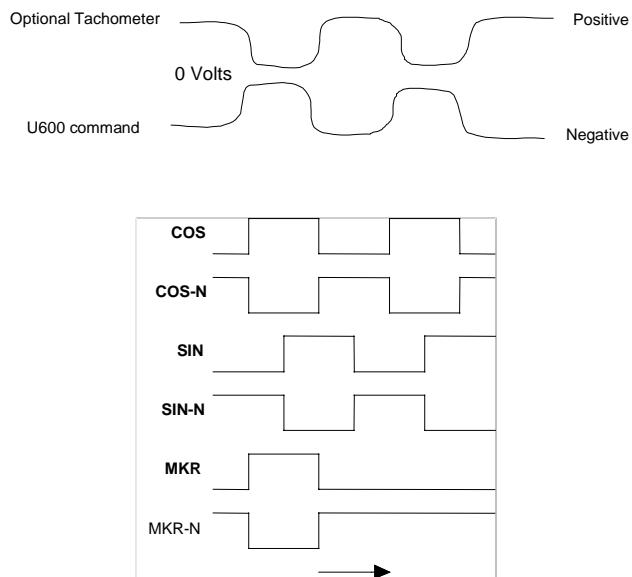 Optional Tachometer
Positive
0 Volts
U600 command
Negative
COS
COS-N
SIN
SIN-N
MKR
MKR-N